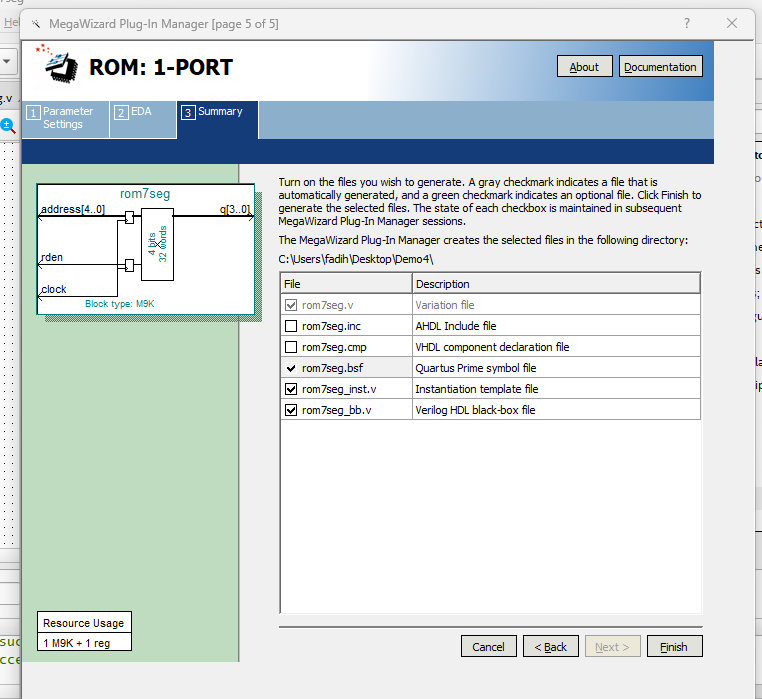 MegaWizard Plug-In Manager [page 5 of 5]
?
ROM: 1-PORT
About
Documentation
1 Parameter Settings
2 EDA
3 Summary
rom7seg
address[4..0]
q[3..0]
4 bits
32 words
rden
clock
Block type: M9K
Turn on the files you wish to generate. A gray checkmark indicates a file that is
automatically generated, and a green checkmark indicates an optional file. Click Finish to
generate the selected files. The state of each checkbox is maintained in subsequent
MegaWizard Plug-In Manager sessions.
The MegaWizard Plug-In Manager creates the selected files in the following directory:
C:\Users\fadih\Desktop\Demo4\
File Description
rom7seg.v Variation file
rom7seg.inc AHDL Include file
rom7seg.cmp VHDL component declaration file
rom7seg.bsf Quartus Prime symbol file
rom7seg_inst.v Instantiation template file
rom7seg_bb.v Verilog HDL black-box file
Resource Usage
1 M9K + 1 reg
Cancel
< Back
Next >
Finish